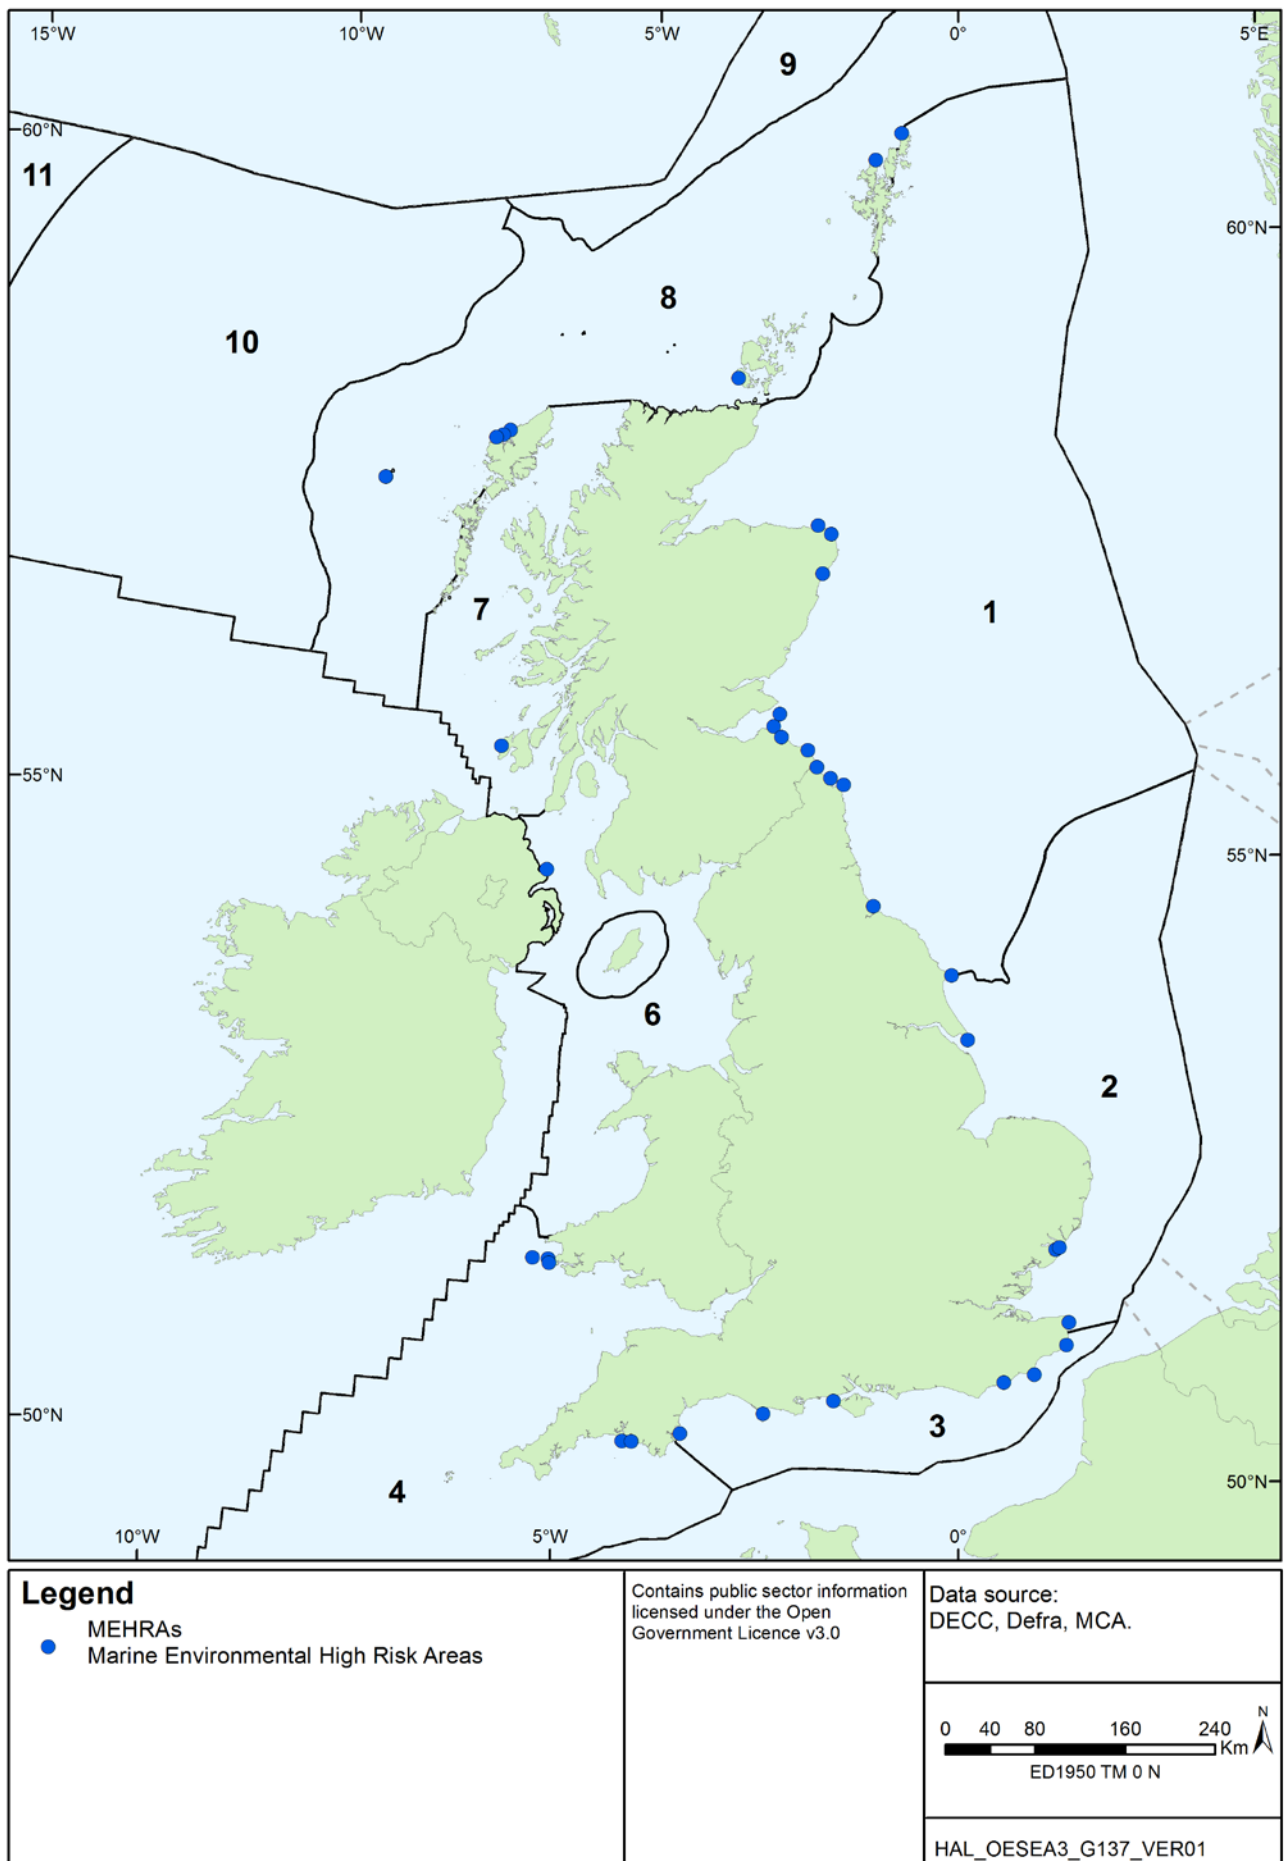 15°W 10°W 5°W 0° 5°E
9
60°N
11
60°N
8
10
1
7
55°N
55°N
6
2
50°N
3
4
50°N
10°W 5°W 0°
Legend
MEHRAs
Marine Environmental High Risk Areas
Contains public sector information
licensed under the Open
Government Licence v3.0
Data source:
DECC, Defra, MCA.
N
0 40 80 160 240
Km
ED1950 TM 0 N
HAL_OESEA3_G137_VER01